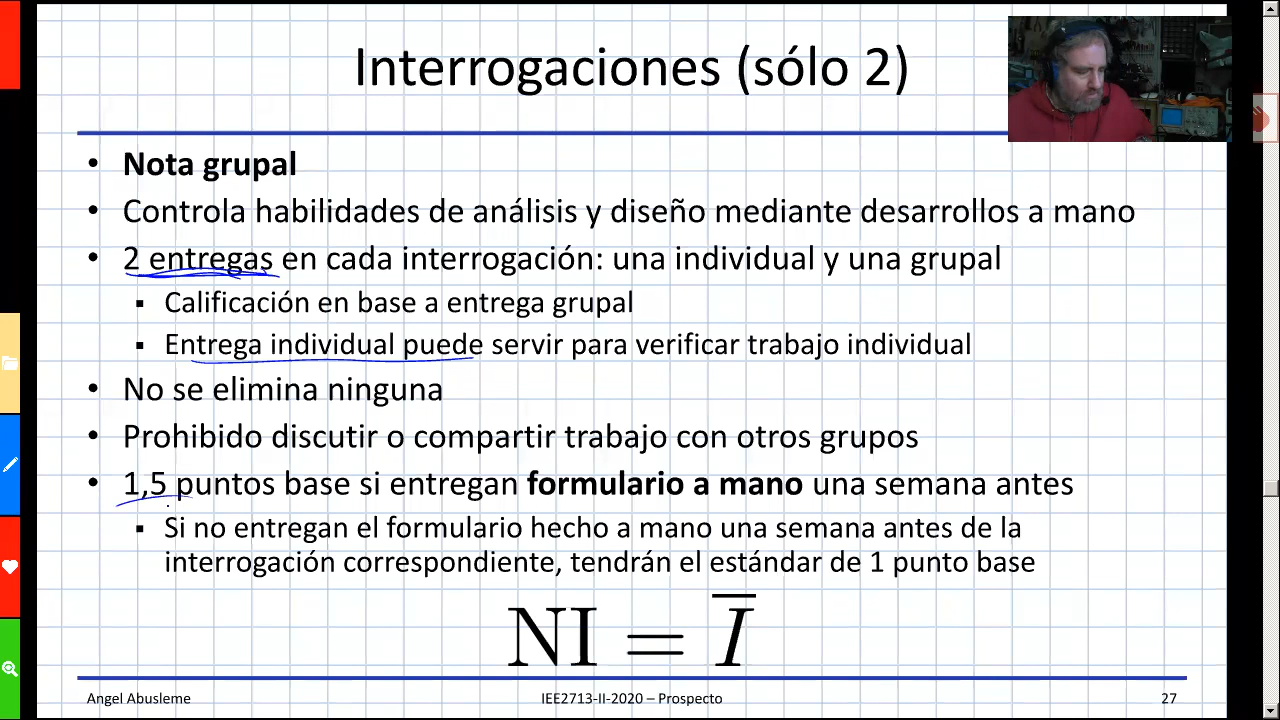 Interrogaciones (sólo 2)
• Nota grupal
• Controla habilidades de análisis y diseño mediante desarrollos a mano
• 2 entregas en cada interrogación: una individual y una grupal
▪ Calificación en base a entrega grupal
▪ Entrega individual puede servir para verificar trabajo individual
• No se elimina ninguna
• Prohibido discutir o compartir trabajo con otros grupos
• 1,5 puntos base si entregan formulario a mano una semana antes
▪ Si no entregan el formulario hecho a mano una semana antes de la
interrogación correspondiente, tendrán el estándar de 1 punto base
NI = I̅
Angel Abusleme IEE2713-II-2020 – Prospecto 27